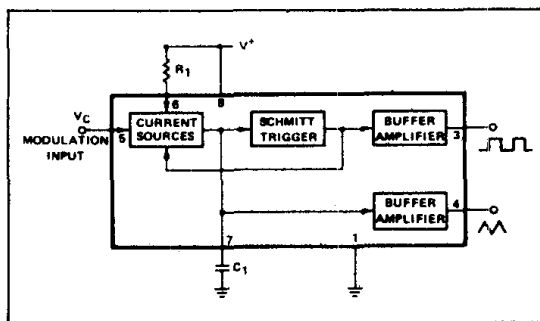 V+
R1
6
8
VC
MODULATION
INPUT
5
CURRENT
SOURCES
SCHMITT
TRIGGER
BUFFER
AMPLIFIER
3
BUFFER
AMPLIFIER
4
7
1
C1